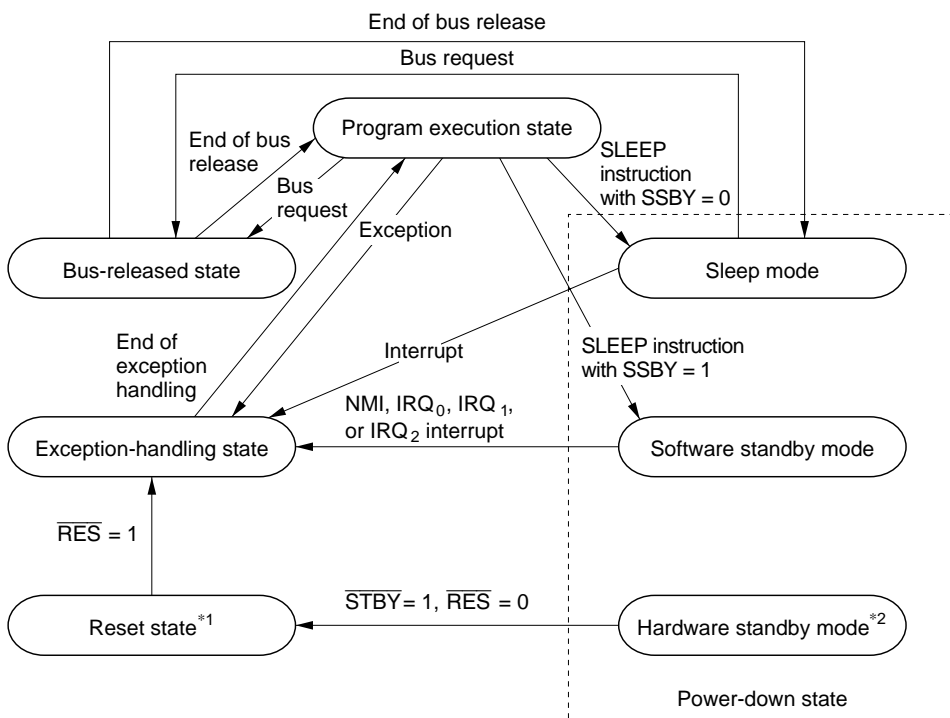 End of bus release
Bus request
Program execution state
End of bus
release
Bus
request
Exception
SLEEP
instruction
with SSBY = 0
Bus-released state
Sleep mode
End of
exception
handling
Interrupt
SLEEP instruction
with SSBY = 1
NMI, IRQ0, IRQ1,
or IRQ2 interrupt
Exception-handling state
Software standby mode
R̅E̅S̅ = 1
S̅T̅B̅Y̅ = 1, R̅E̅S̅ = 0
Reset state*1
Hardware standby mode*2
Power-down state